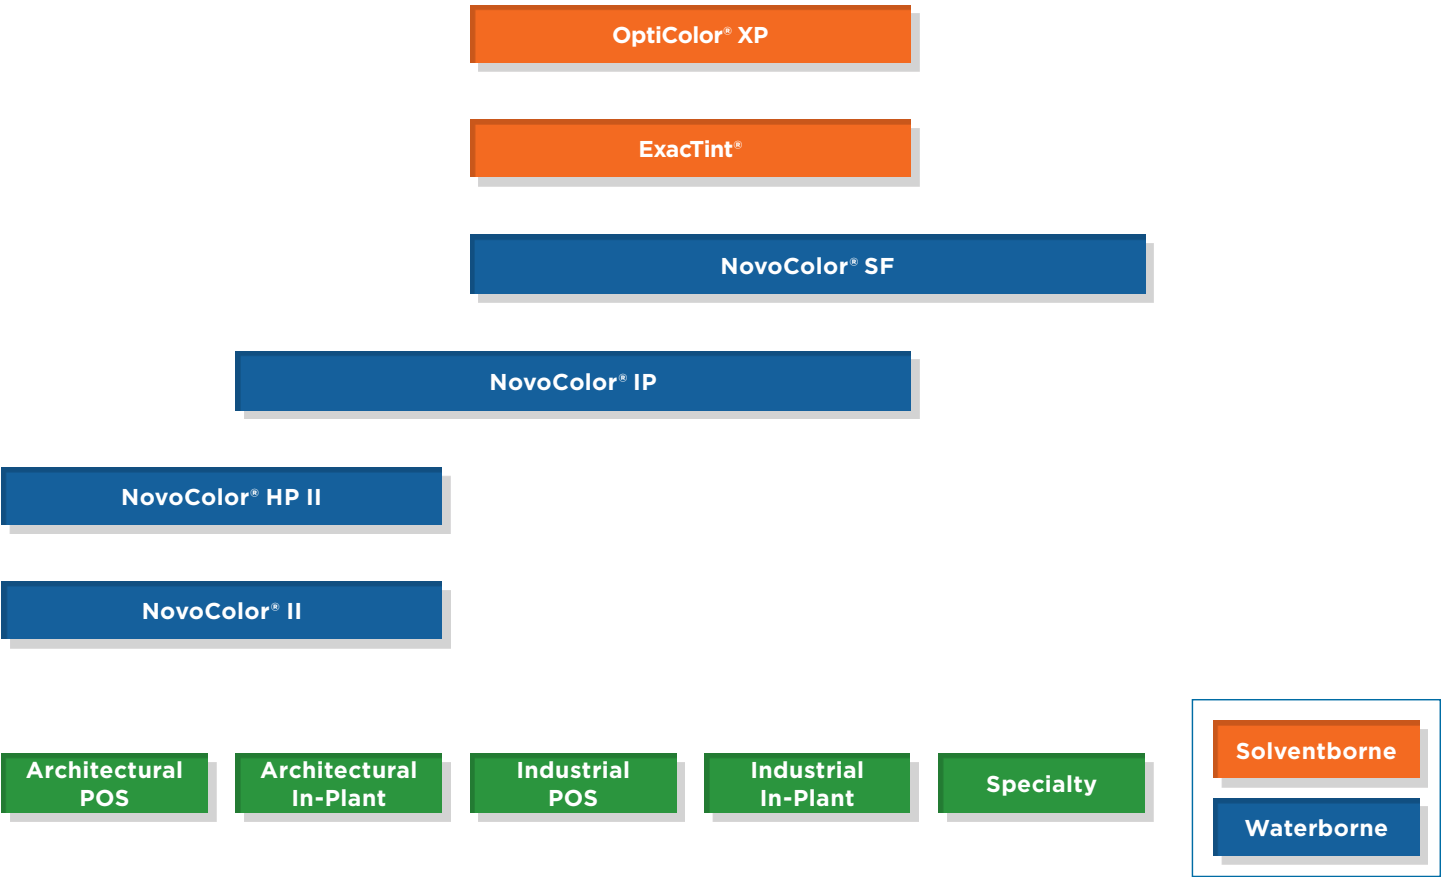 OptiColor® XP
ExacTint®
NovoColor® SF
NovoColor® IP
NovoColor® HP II
NovoColor® II
Architectural
POS
Architectural
In-Plant
Industrial
POS
Industrial
In-Plant
Specialty
Solventborne
Waterborne